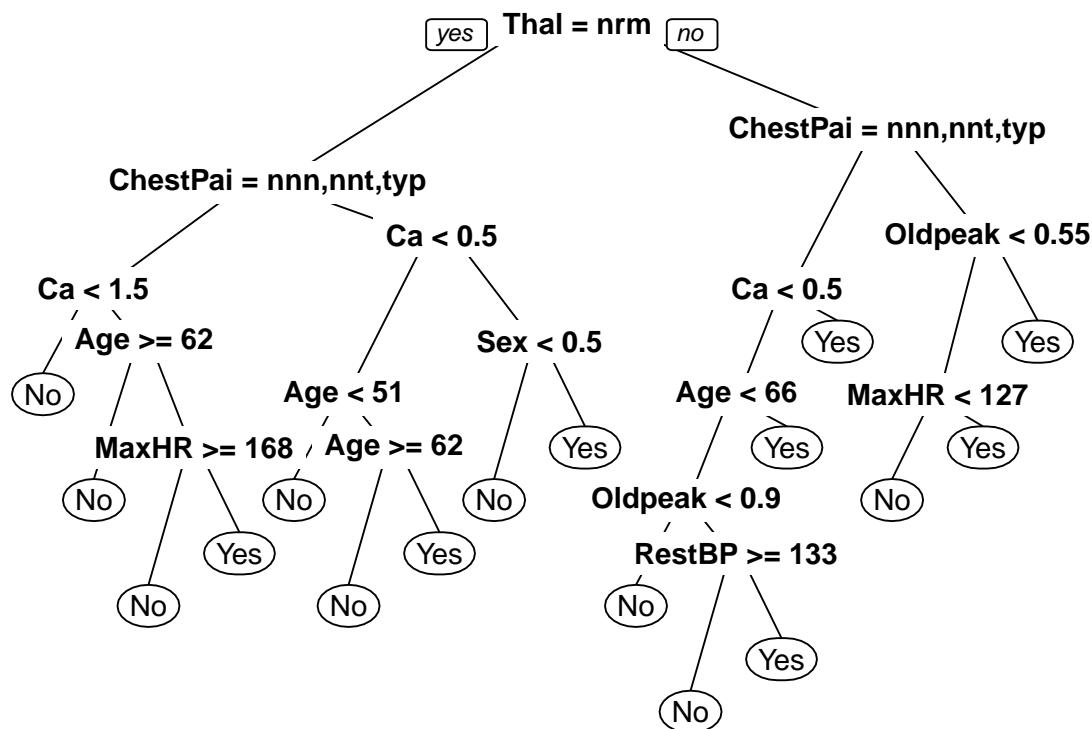 yes Thal = nrm no
ChestPai = nnn,nnt,typ
ChestPai = nnn,nnt,typ
Ca < 0.5 Oldpeak < 0.55
Ca < 1.5 Ca < 0.5
Age >= 62 Sex < 0.5 Yes Yes
No Age < 51 Age < 66 MaxHR < 127
MaxHR >= 168 Age >= 62 Yes Yes Yes
No No No Oldpeak < 0.9 No
Yes Yes RestBP >= 133
No No No
Yes
No